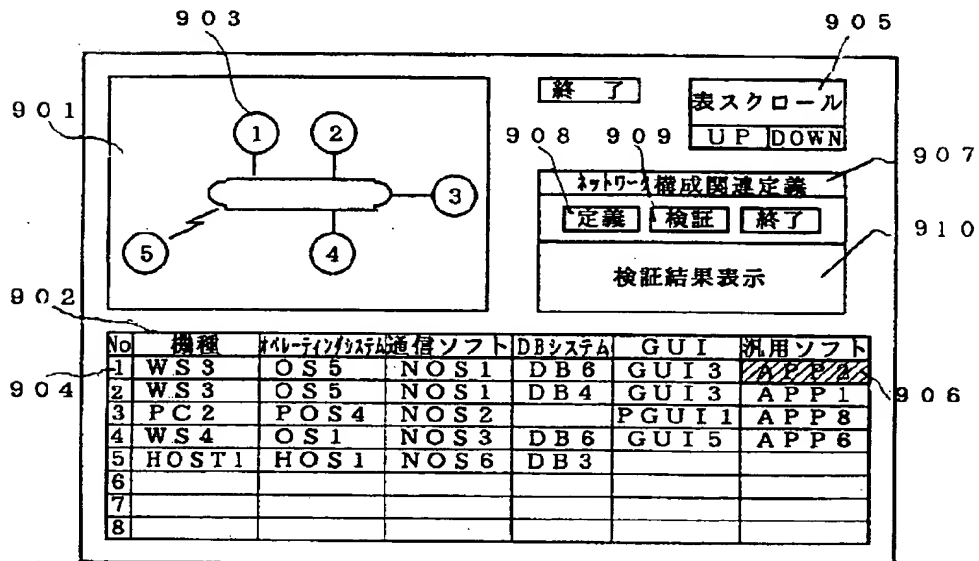 903
905
終了
表スクロール
UP DOWN
901
1 2
908 909
907
ネットワーク構成関連定義
3
定義 検証 終了
910
5 4
検証結果表示
902
No 機種 オペレーティングシステム 通信ソフト DBシステム GUI 汎用ソフト
1 WS3 OS5 NOS1 DB6 GUI3 APP2
904
2 WS3 OS5 NOS1 DB4 GUI3 APP1
906
3 PC2 POS4 NOS2 PGUI1 APP8
4 WS4 OS1 NOS3 DB6 GUI5 APP6
5 HOST1 HOS1 NOS6 DB3
6
7
8